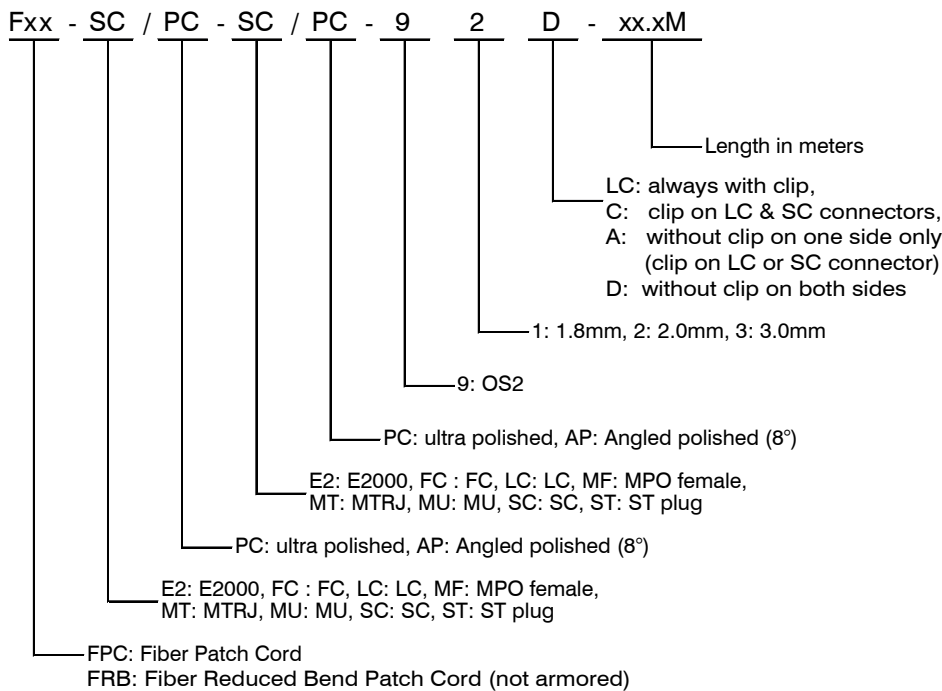 Fxx - SC / PC - SC / PC - 9 2 D - xx.xM
Length in meters
LC: always with clip,
C: clip on LC & SC connectors,
A: without clip on one side only
(clip on LC or SC connector)
D: without clip on both sides
1: 1.8mm, 2: 2.0mm, 3: 3.0mm
9: OS2
PC: ultra polished, AP: Angled polished (8°)
E2: E2000, FC : FC, LC: LC, MF: MPO female,
MT: MTRJ, MU: MU, SC: SC, ST: ST plug
PC: ultra polished, AP: Angled polished (8°)
E2: E2000, FC : FC, LC: LC, MF: MPO female,
MT: MTRJ, MU: MU, SC: SC, ST: ST plug
FPC: Fiber Patch Cord
FRB: Fiber Reduced Bend Patch Cord (not armored)